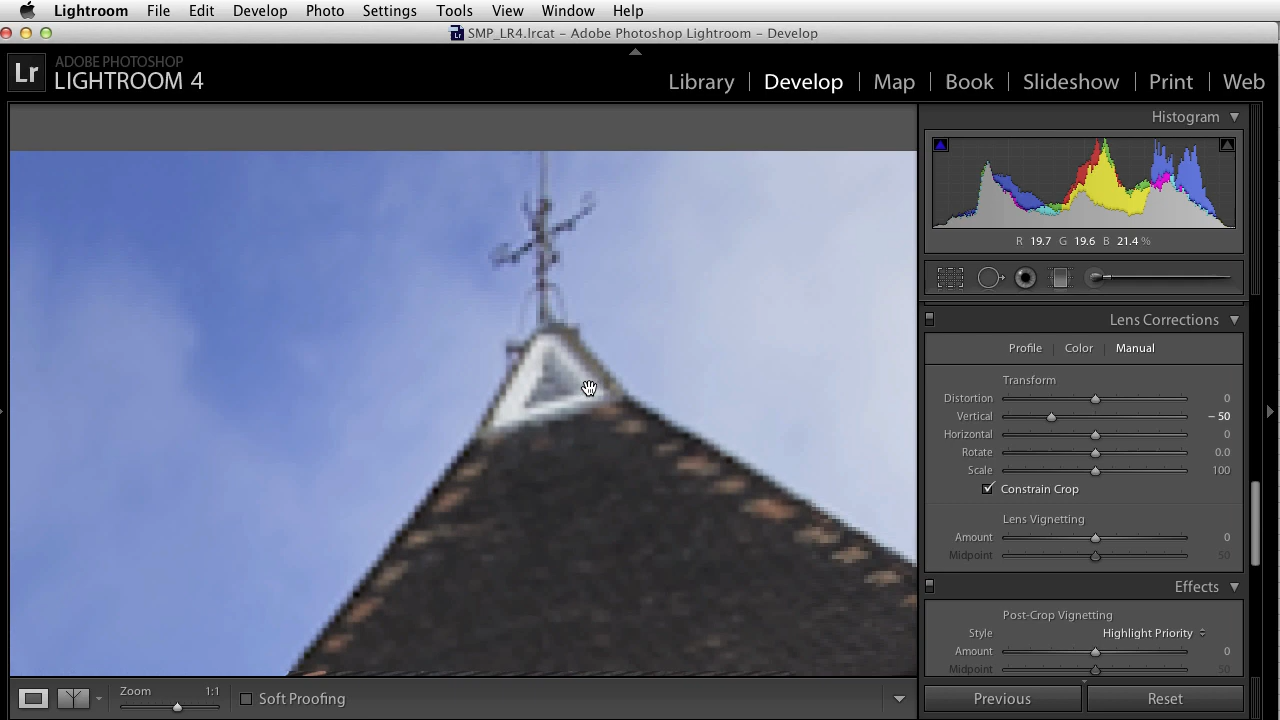 Lightroom File Edit Develop Photo Settings Tools View Window Help
Lr SMP_LR4.lrcat – Adobe Photoshop Lightroom – Develop
Lr ADOBE PHOTOSHOP
LIGHTROOM 4
Library | Develop | Map | Book | Slideshow | Print | Web
Histogram
R 19.7 G 19.6 B 21.4 %
Lens Corrections
Profile | Color | Manual
Transform
Distortion 0
Vertical – 50
Horizontal 0
Rotate 0.0
Scale 100
Constrain Crop
Lens Vignetting
Amount 0
Midpoint 50
Effects
Post-Crop Vignetting
Style Highlight Priority
Amount 0
Midpoint 50
Zoom 1:1
Soft Proofing
Previous Reset